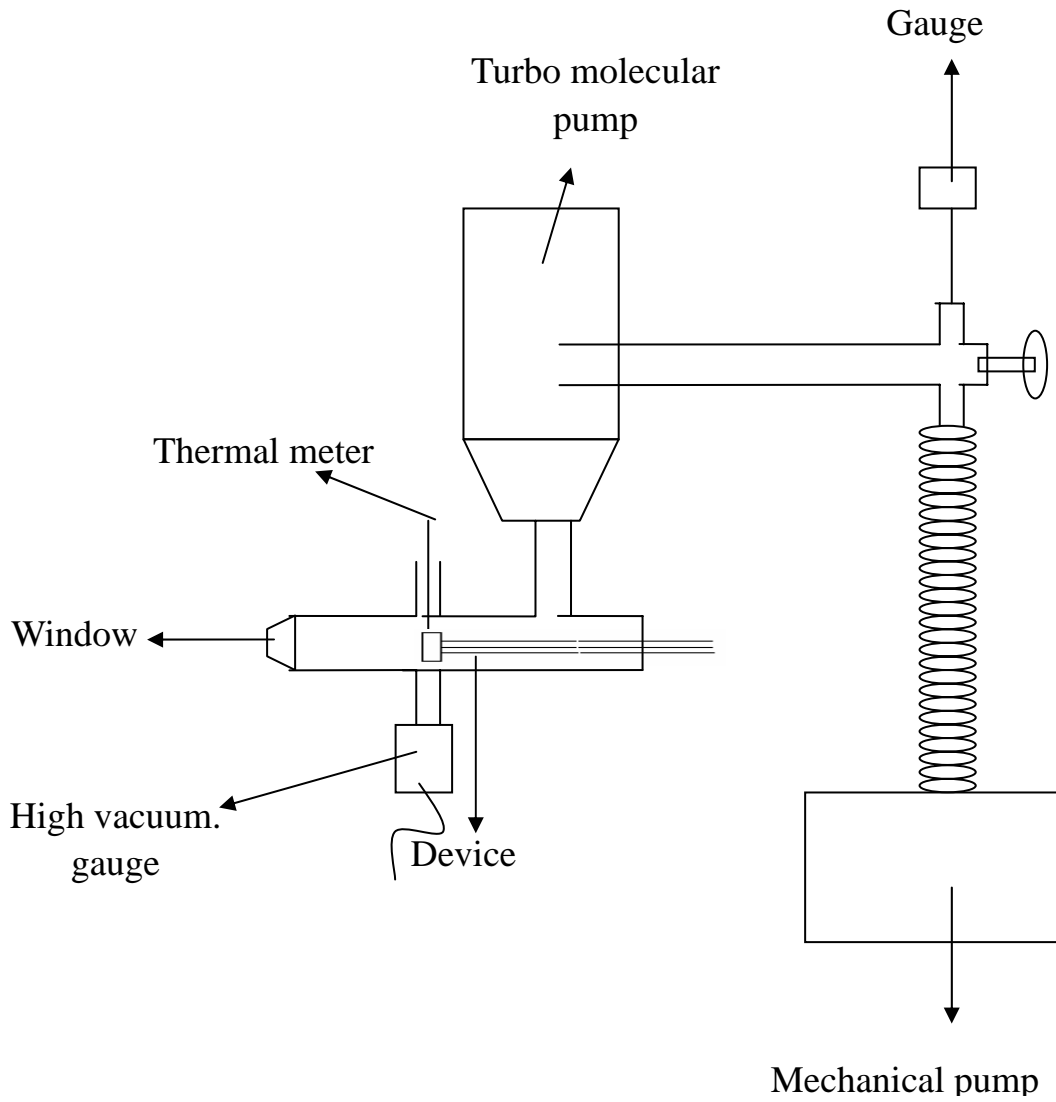 Gauge
Turbo molecular
pump
Thermal meter
Window
High vacuum.
gauge
Device
Mechanical pump